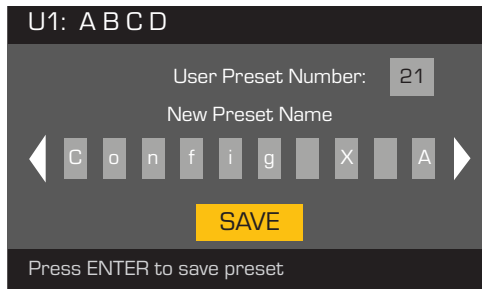 U1: A B C D
User Preset Number: 21
New Preset Name
C o n f i g X A
SAVE
Press ENTER to save preset